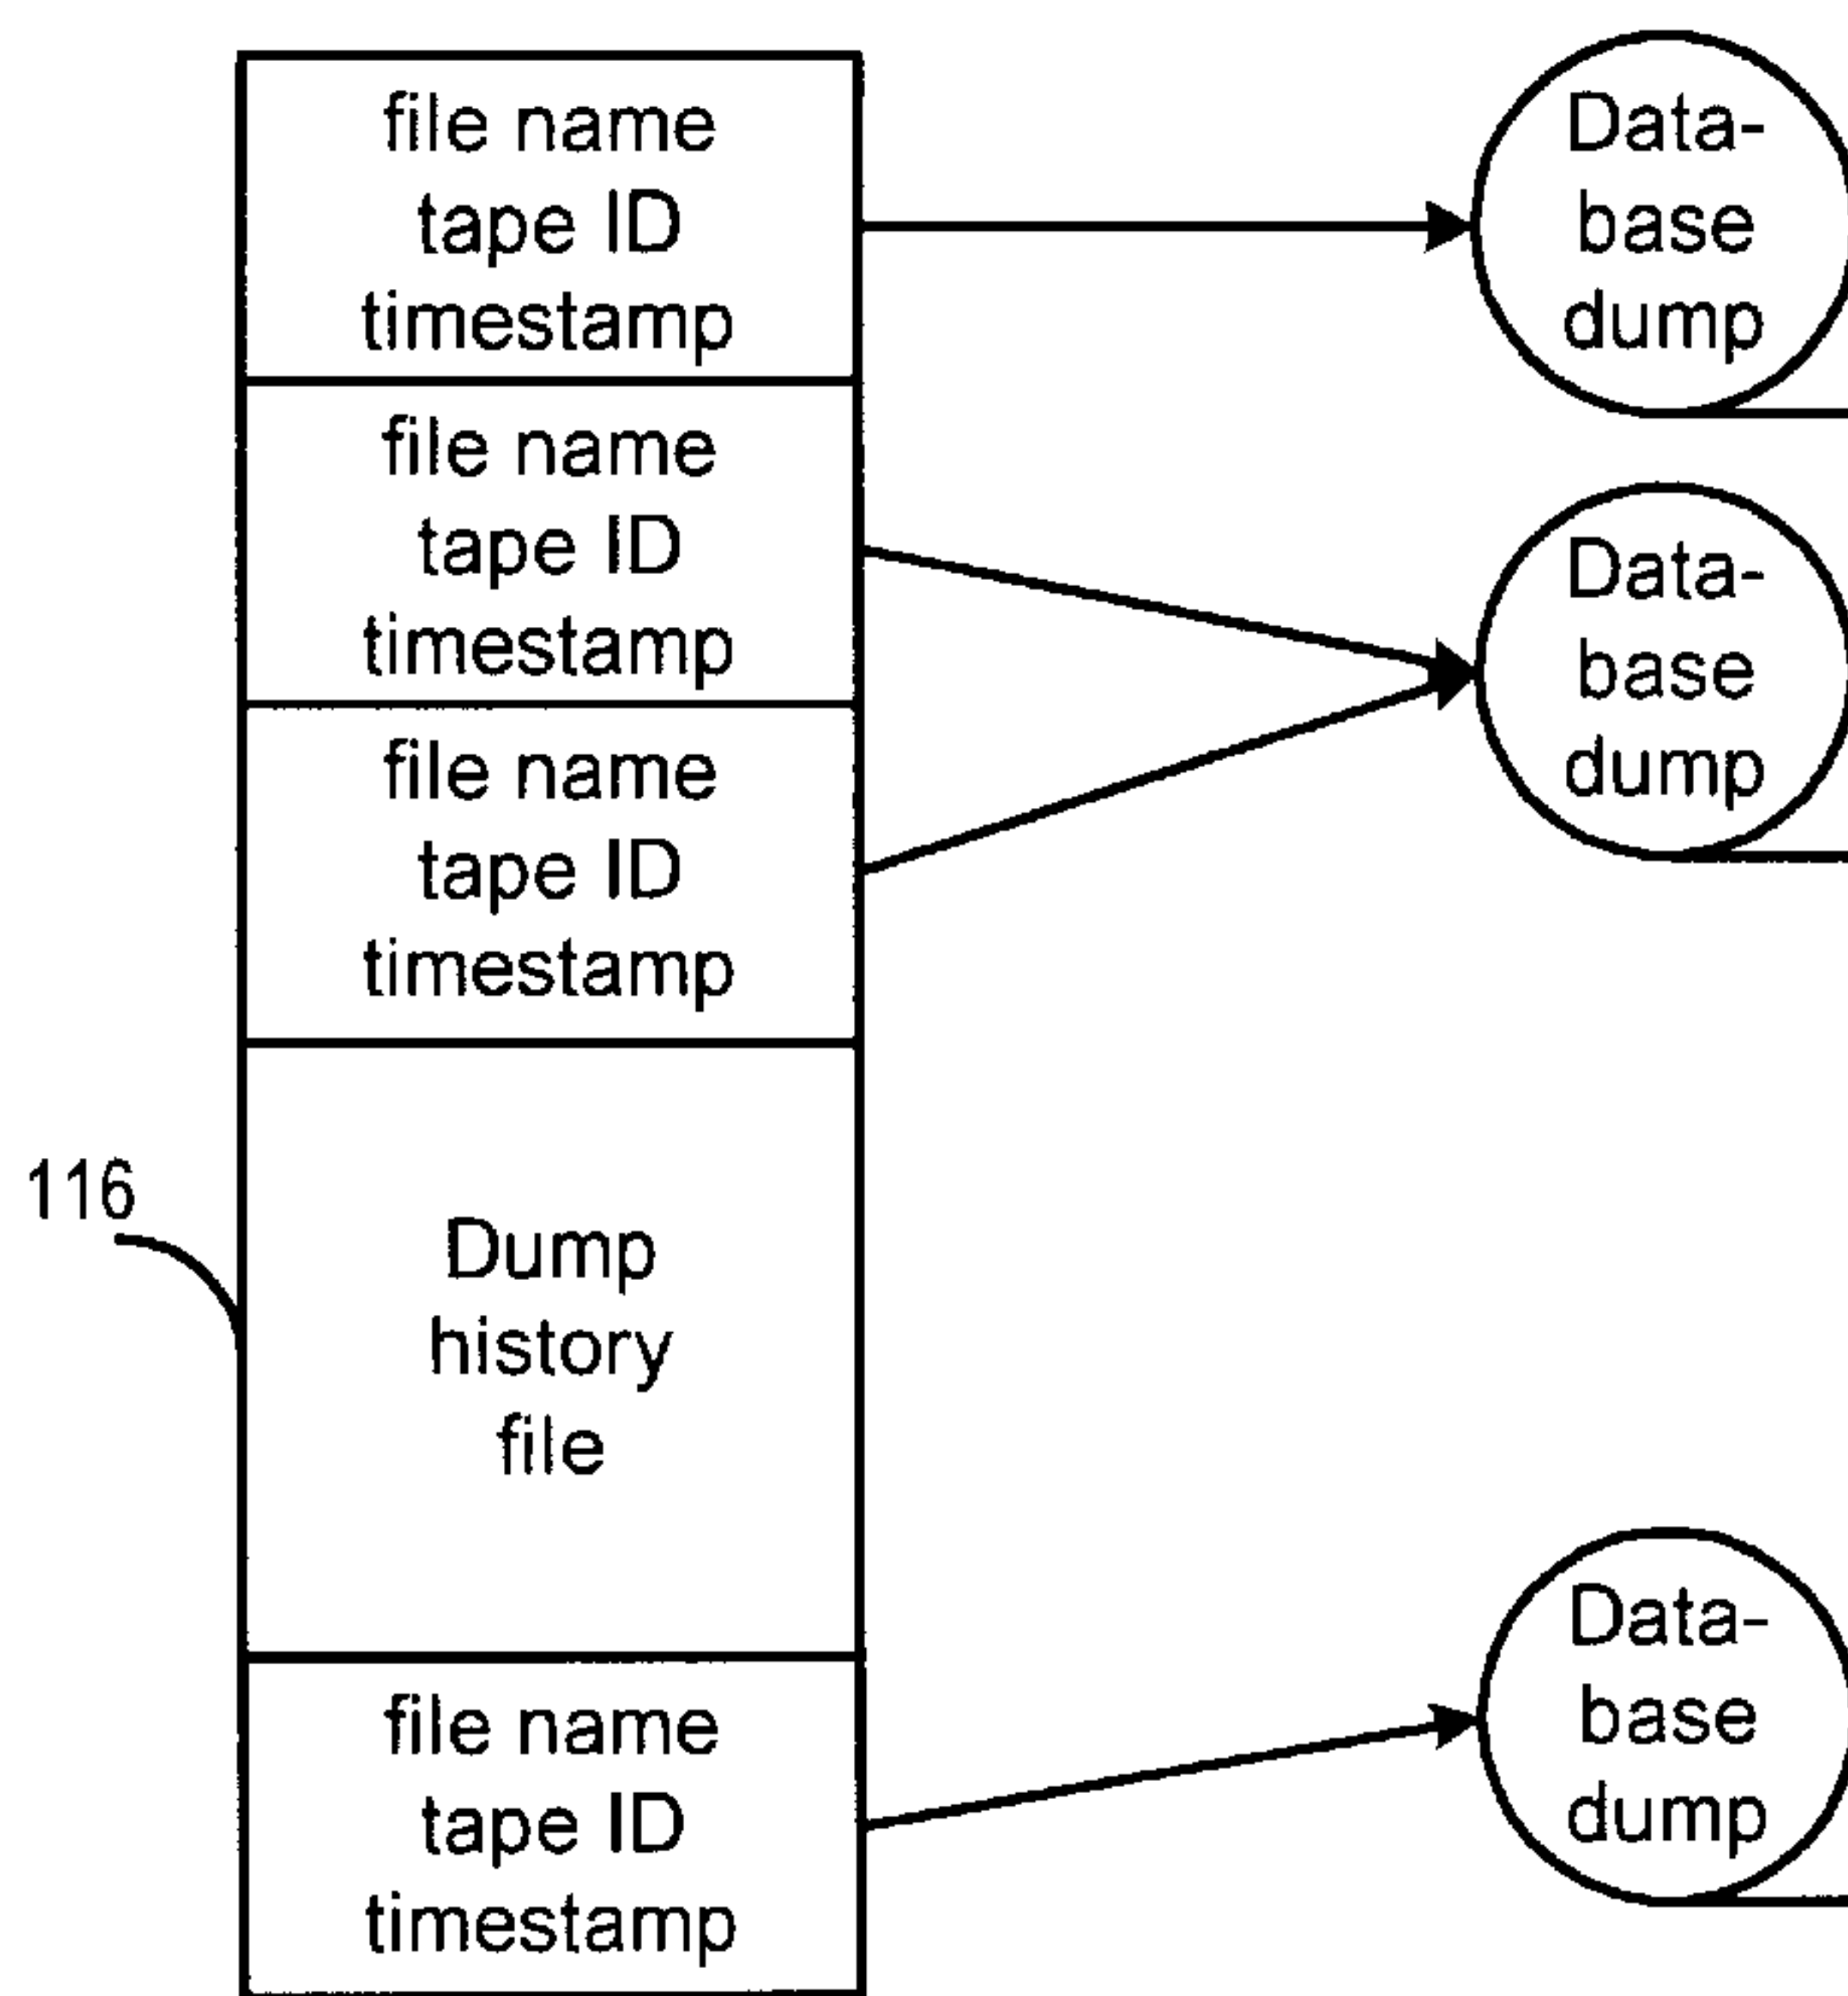 file name
tape ID
timestamp
Data-
base
dump
file name
tape ID
timestamp
Data-
base
dump
file name
tape ID
timestamp
116
Dump
history
file
file name
tape ID
timestamp
Data-
base
dump